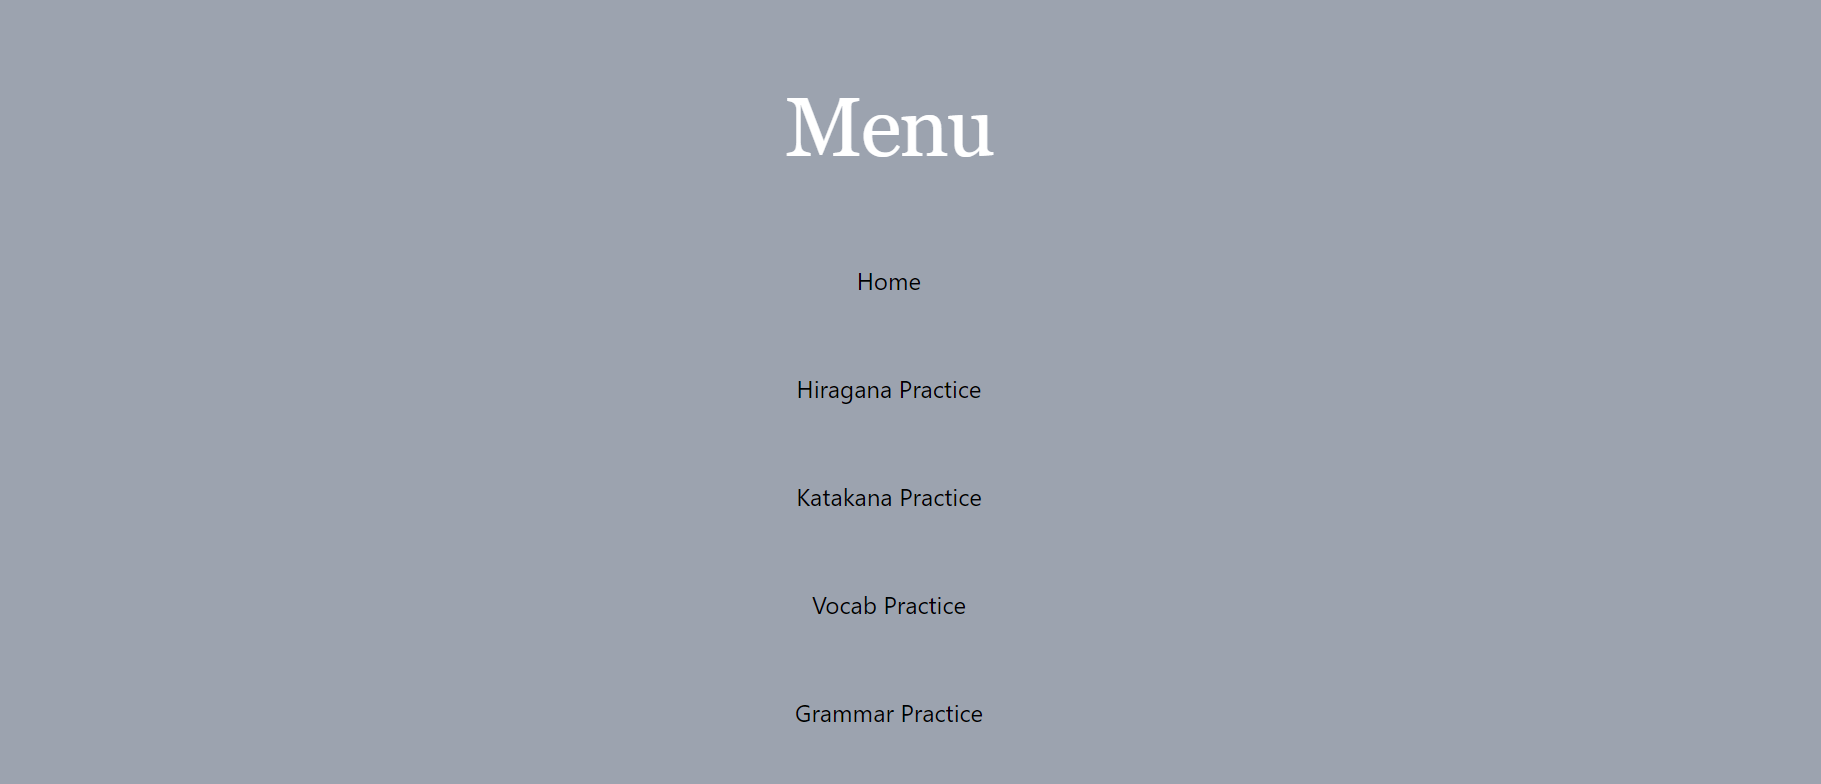 Menu
Home
Hiragana Practice
Katakana Practice
Vocab Practice
Grammar Practice